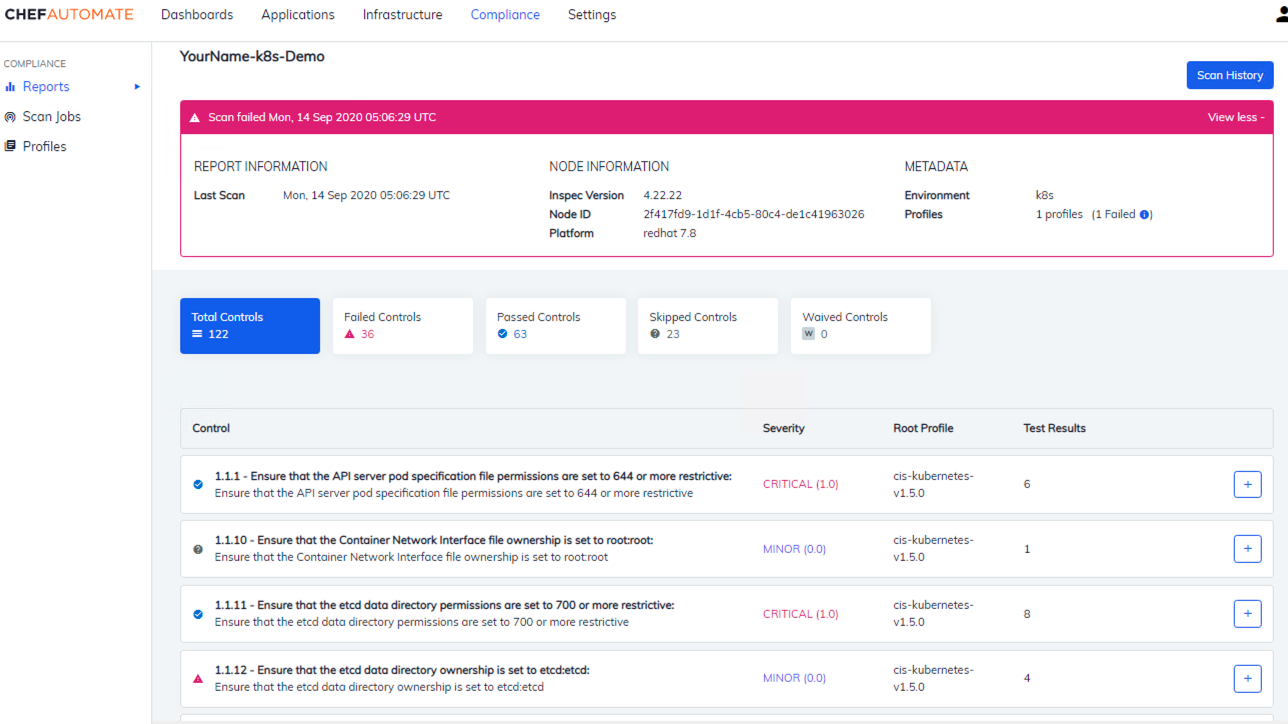 CHEFAUTOMATE Dashboards Applications Infrastructure Compliance Settings
COMPLIANCE
Reports
Scan Jobs
Profiles
YourName-k8s-Demo
Scan History
Scan failed Mon, 14 Sep 2020 05:06:29 UTC View less -
REPORT INFORMATION
Last Scan Mon, 14 Sep 2020 05:06:29 UTC
NODE INFORMATION
Inspec Version 4.22.22
Node ID 2f417fd9-1d1f-4cb5-80c4-de1c41963026
Platform redhat 7.8
METADATA
Environment k8s
Profiles 1 profiles (1 Failed i)
Total Controls
122
Failed Controls
36
Passed Controls
63
Skipped Controls
23
Waived Controls
W 0
Control Severity Root Profile Test Results
1.1.1 - Ensure that the API server pod specification file permissions are set to 644 or more restrictive:
Ensure that the API server pod specification file permissions are set to 644 or more restrictive
CRITICAL (1.0)
cis-kubernetes-
v1.5.0
6
+
1.1.10 - Ensure that the Container Network Interface file ownership is set to root:root:
Ensure that the Container Network Interface file ownership is set to root:root
MINOR (0.0)
cis-kubernetes-
v1.5.0
1
+
1.1.11 - Ensure that the etcd data directory permissions are set to 700 or more restrictive:
Ensure that the etcd data directory permissions are set to 700 or more restrictive
CRITICAL (1.0)
cis-kubernetes-
v1.5.0
8
+
1.1.12 - Ensure that the etcd data directory ownership is set to etcd:etcd:
Ensure that the etcd data directory ownership is set to etcd:etcd
MINOR (0.0)
cis-kubernetes-
v1.5.0
4
+